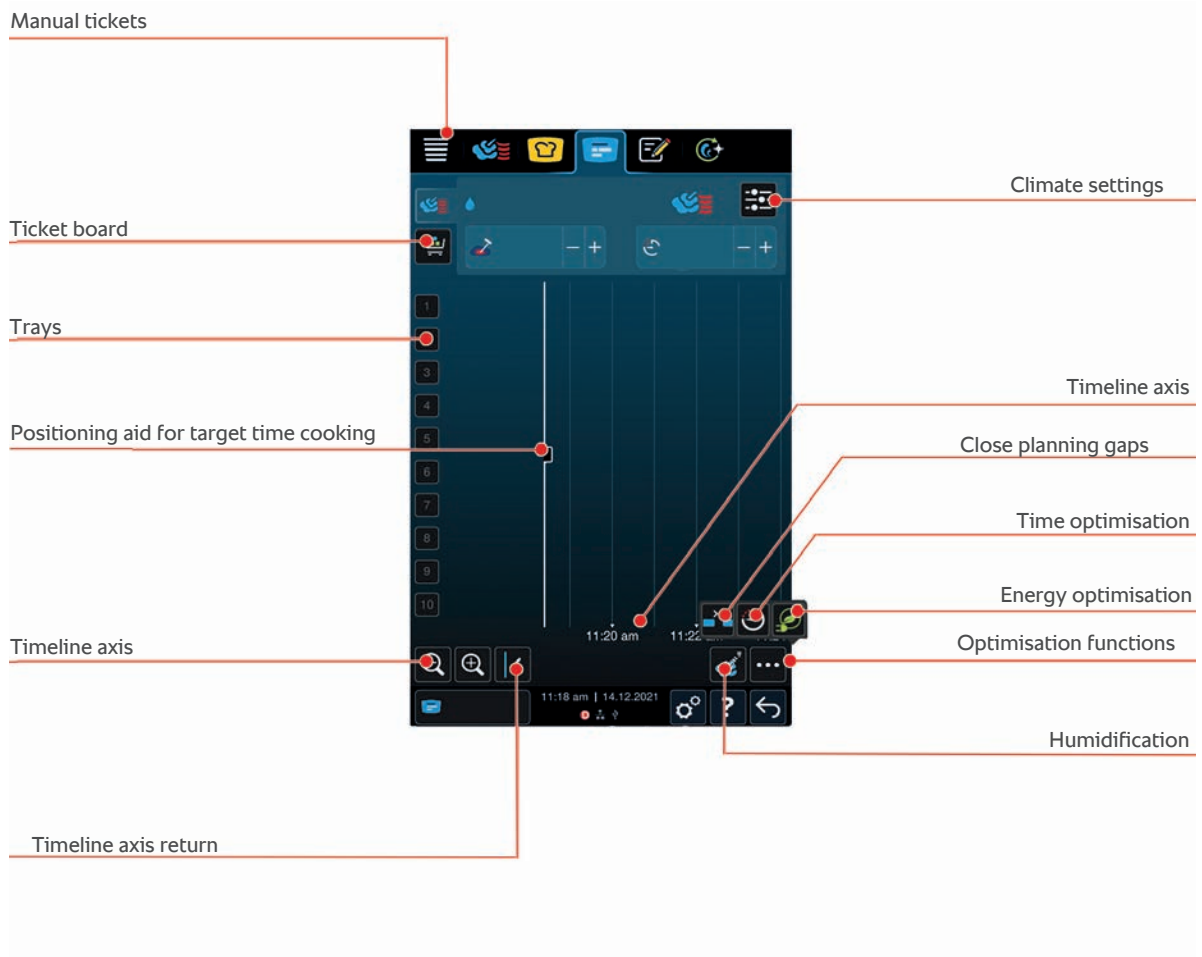 Manual tickets
Climate settings
Ticket board
1
Trays
3
Timeline axis
4
Positioning aid for target time cooking
5
Close planning gaps
6
7
Time optimisation
8
9
Energy optimisation
10
11:20 am
Timeline axis
Optimisation functions
11:18 am | 14.12.2021
?
Humidification
Timeline axis return